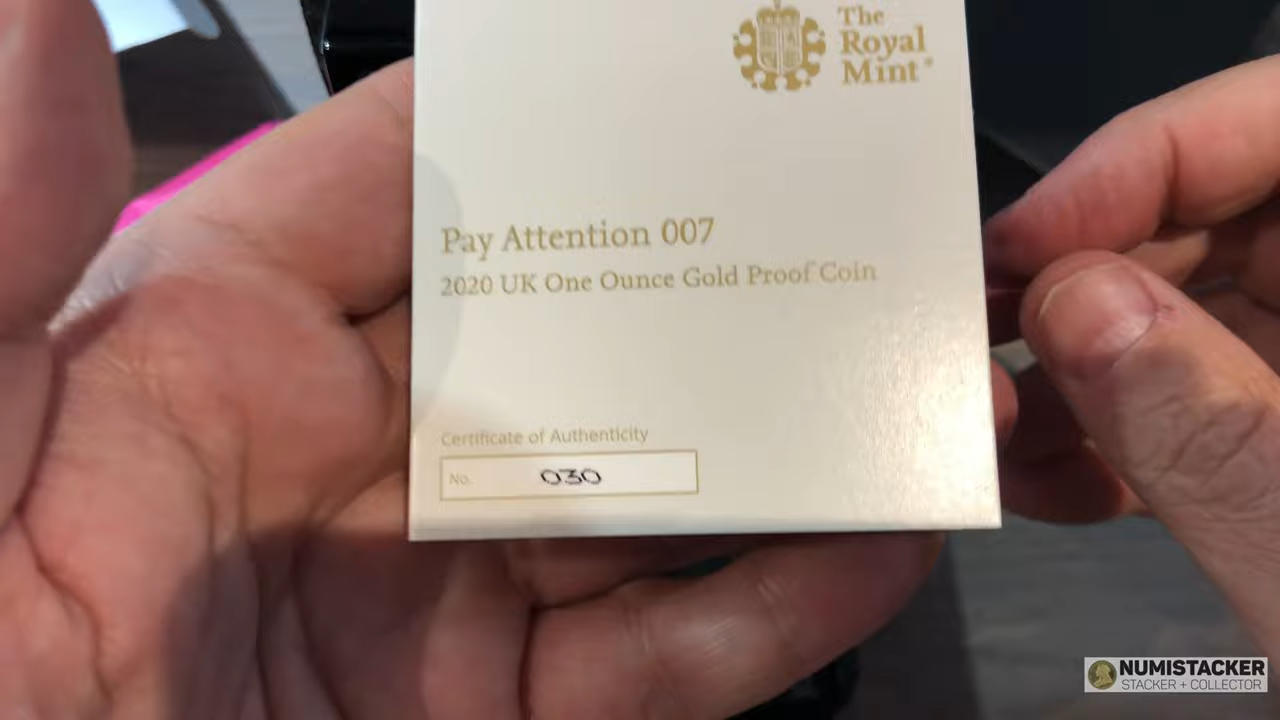 The
Royal
Mint®
Pay Attention 007
2020 UK One Ounce Gold Proof Coin
Certificate of Authenticity
No. 030
NUMISTACKER
STACKER + COLLECTOR